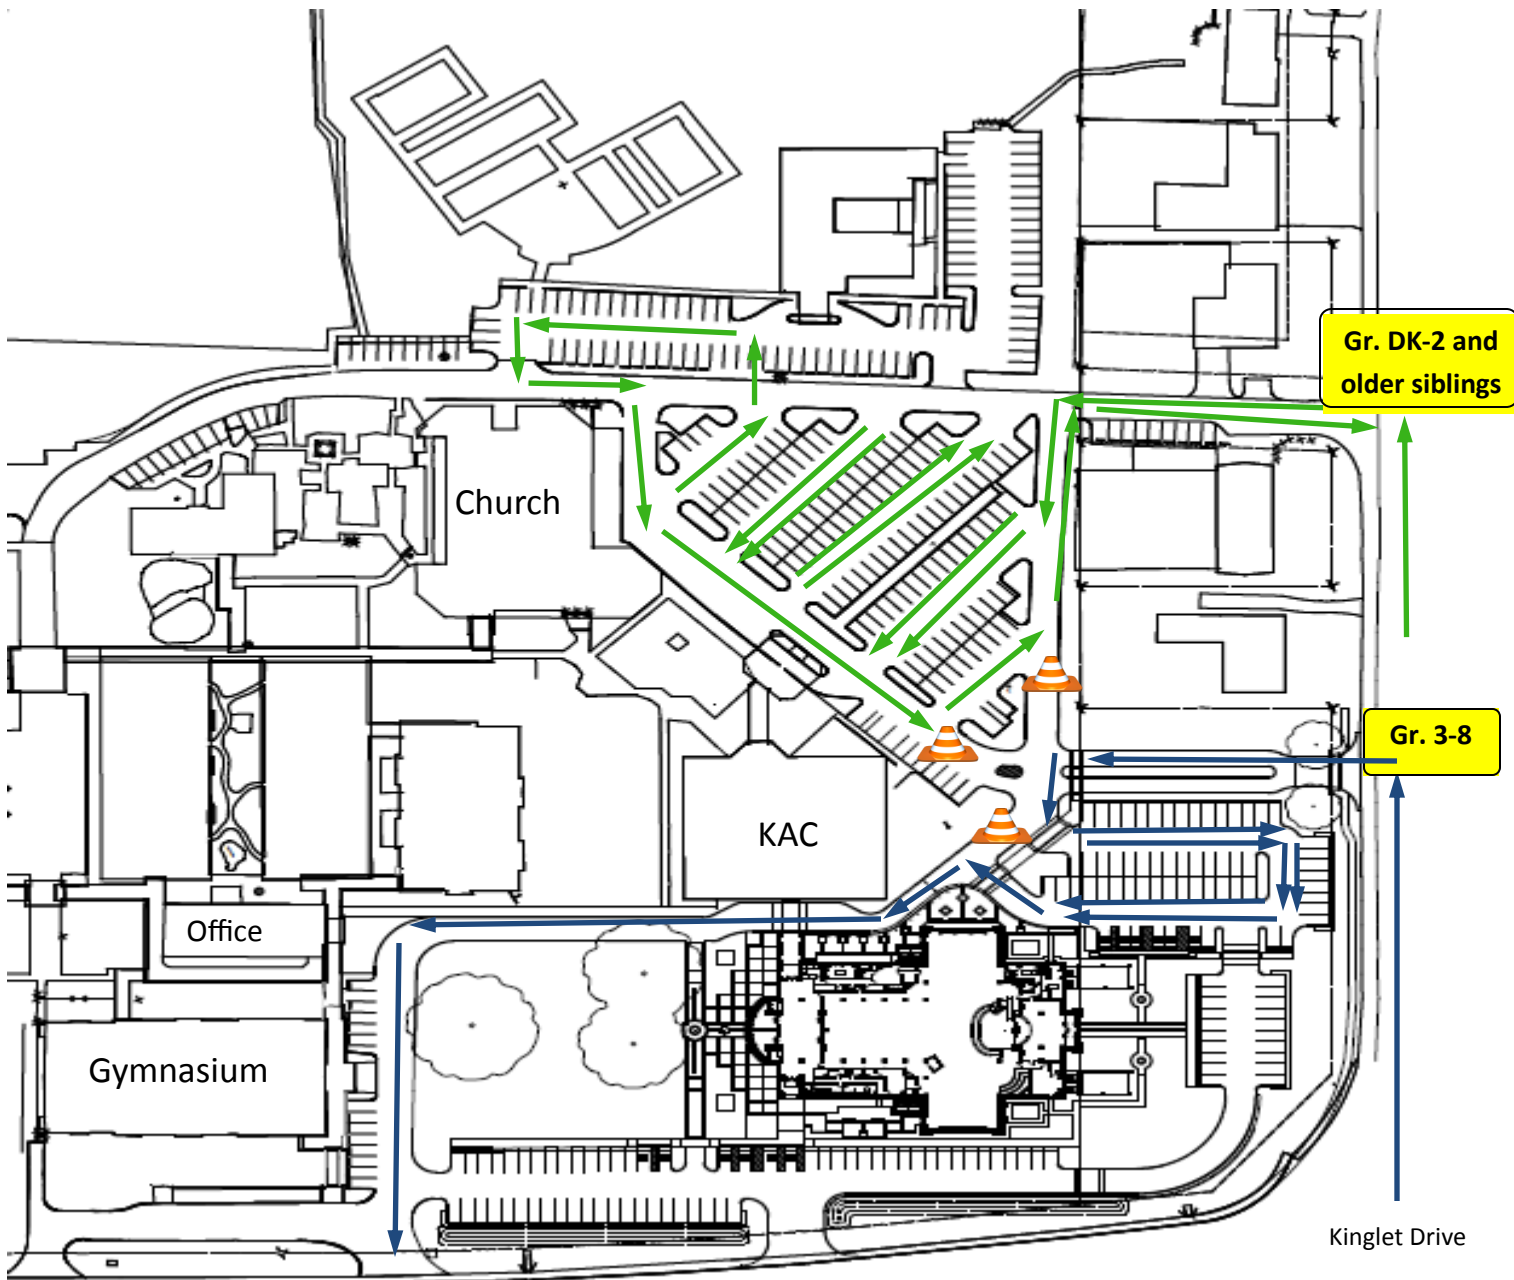 Gr. DK-2 and
older siblings
Church
Gr. 3-8
KAC
Office
Gymnasium
Kinglet Drive